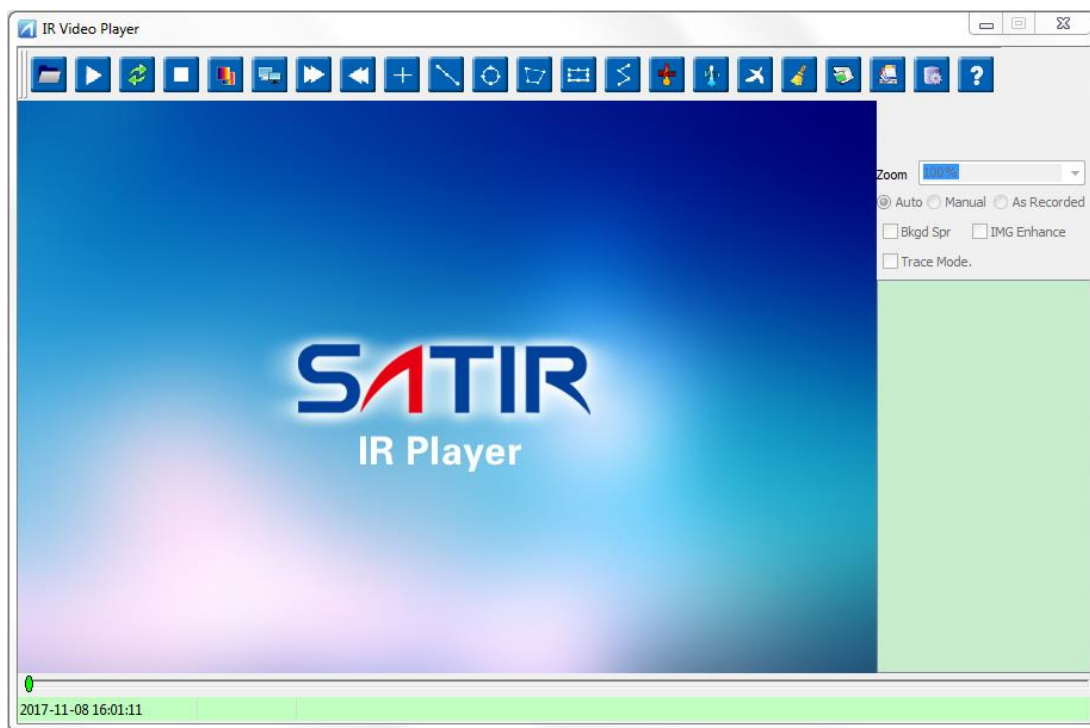 IR Video Player
?
Zoom 100%
Auto Manual As Recorded
Bkgd Spr IMG Enhance
Trace Mode.
SATIR
IR Player
2017-11-08 16:01:11